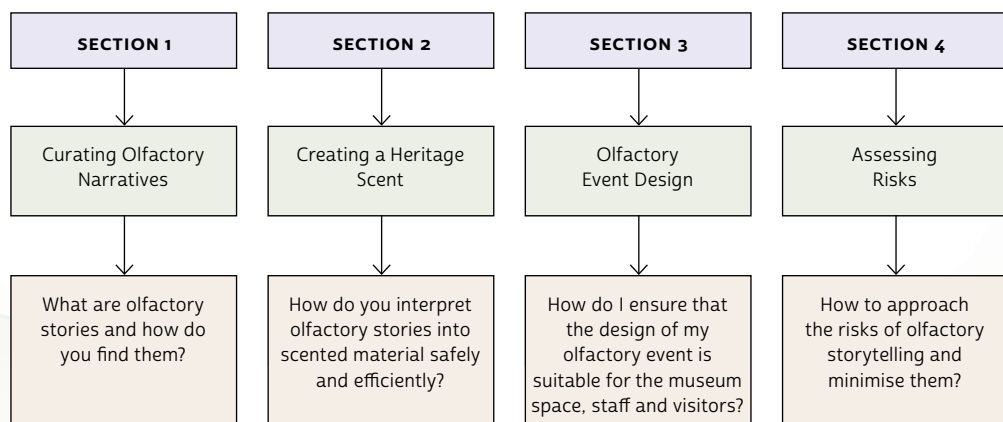 SECTION 1
Curating Olfactory
Narratives
What are olfactory
stories and how do
you find them?
SECTION 2
Creating a Heritage
Scent
How do you interpret
olfactory stories into
scented material safely
and efficiently?
SECTION 3
Olfactory
Event Design
How do I ensure that
the design of my
olfactory event is
suitable for the museum
space, staff and visitors?
SECTION 4
Assessing
Risks
How to approach
the risks of olfactory
storytelling and
minimise them?